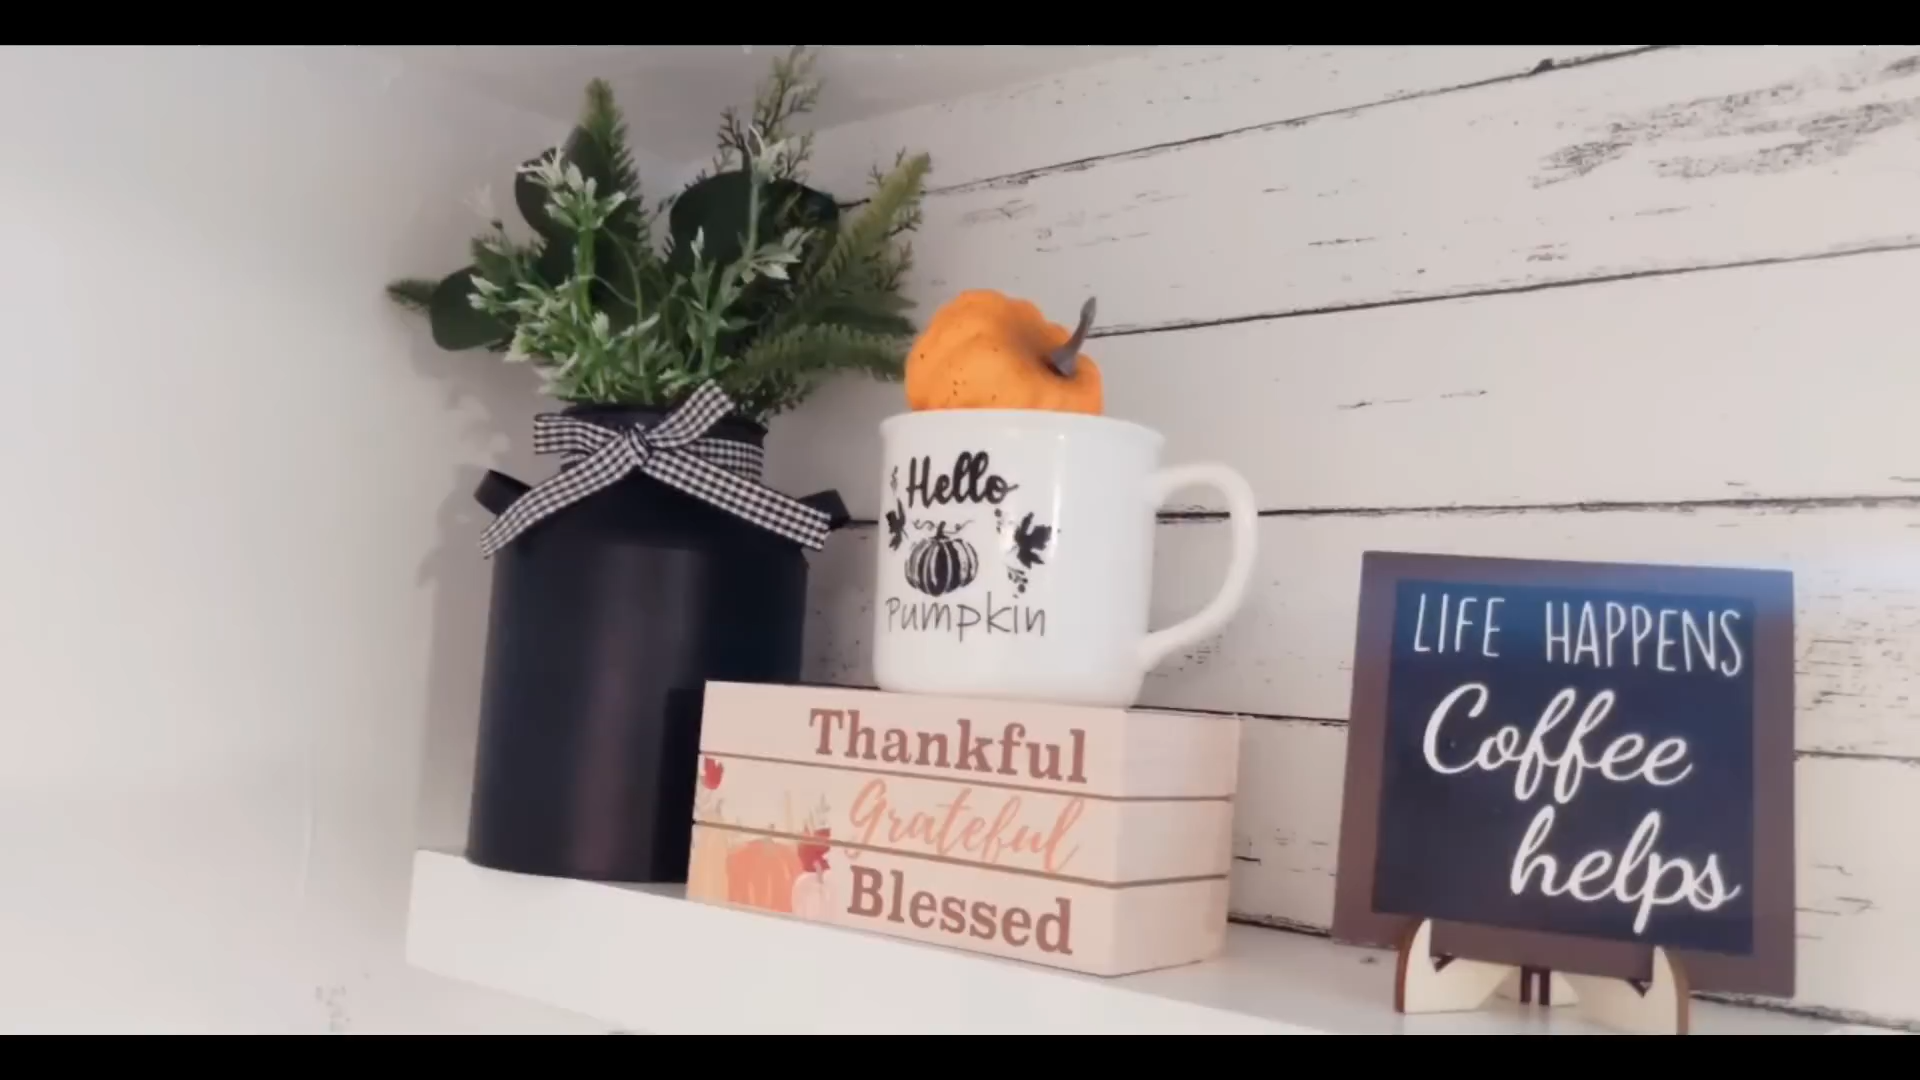 Hello
pumpkin
Thankful
Grateful
Blessed
LIFE HAPPENS
Coffee
helps